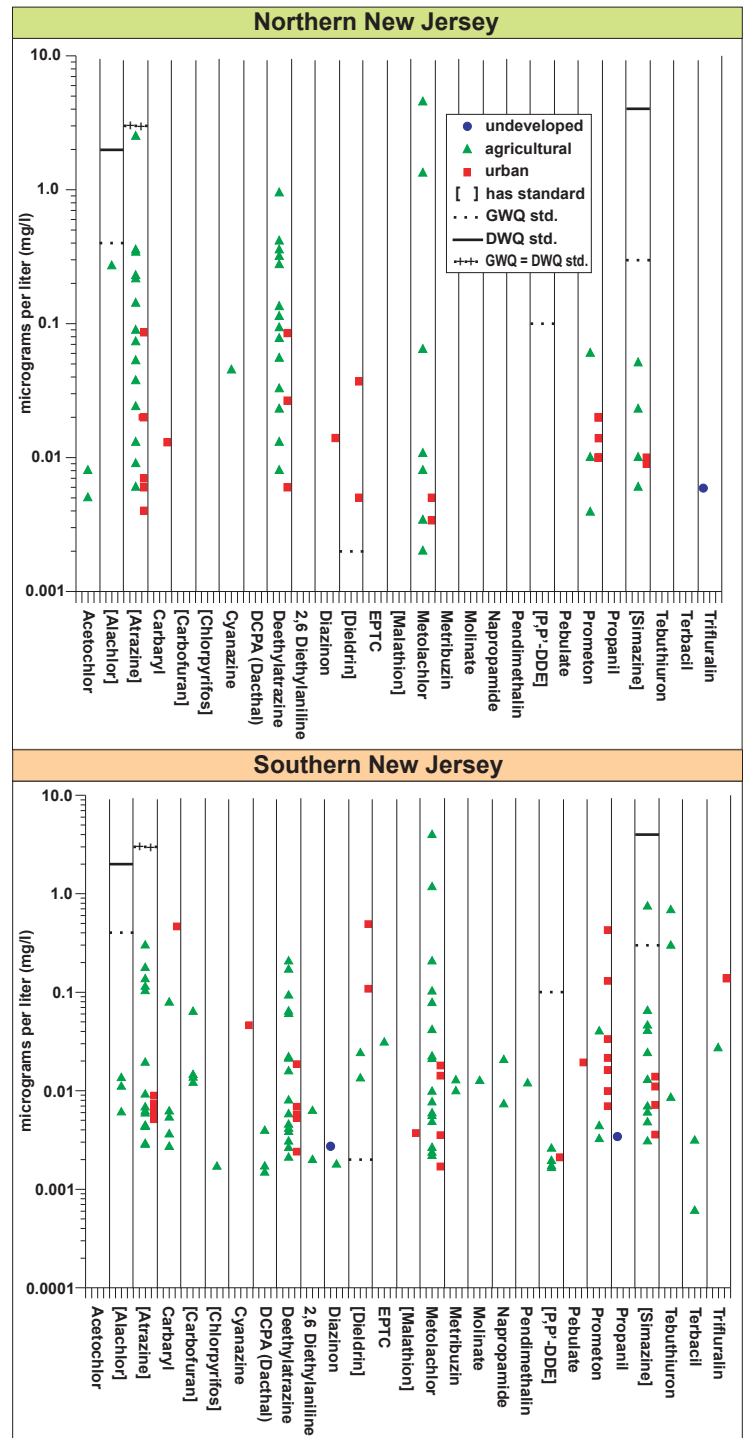 Northern New Jersey
10.0
1.0
0.1
0.01
0.001
micrograms per liter (mg/l)
undeveloped
agricultural
urban
[ ] has standard
GWQ std.
DWQ std.
GWQ = DWQ std.
Acetochlor
[Alachlor]
[Atrazine]
Carbaryl
[Carbofuran]
[Chlorpyrifos]
Cyanazine
DCPA (Dacthal)
Deethylatrazine
2,6 Diethylaniline
Diazinon
[Dieldrin]
EPTC
[Malathion]
Metolachlor
Metribuzin
Molinate
Napropamide
Pendimethalin
[P,P'-DDE]
Pebulate
Prometon
Propanil
[Simazine]
Tebuthiuron
Terbacil
Trifluralin
Southern New Jersey
10.0
1.0
0.1
0.01
0.001
0.0001
micrograms per liter (mg/l)
Acetochlor
[Alachlor]
[Atrazine]
Carbaryl
[Carbofuran]
[Chlorpyrifos]
Cyanazine
DCPA (Dacthal)
Deethylatrazine
2,6 Diethylaniline
Diazinon
[Dieldrin]
EPTC
[Malathion]
Metolachlor
Metribuzin
Molinate
Napropamide
Pendimethalin
[P,P'-DDE]
Pebulate
Prometon
Propanil
[Simazine]
Tebuthiuron
Terbacil
Trifluralin